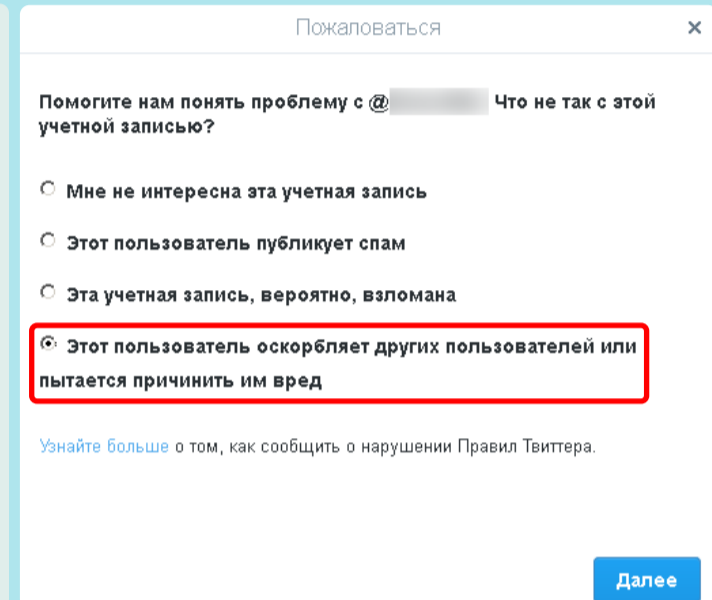 Пожаловаться ×
Помогите нам понять проблему с @ Что не так с этой
учетной записью?
Мне не интересна эта учетная запись
Этот пользователь публикует спам
Эта учетная запись, вероятно, взломана
Этот пользователь оскорбляет других пользователей или
пытается причинить им вред
Узнайте больше о том, как сообщить о нарушении Правил Твиттера.
Далее